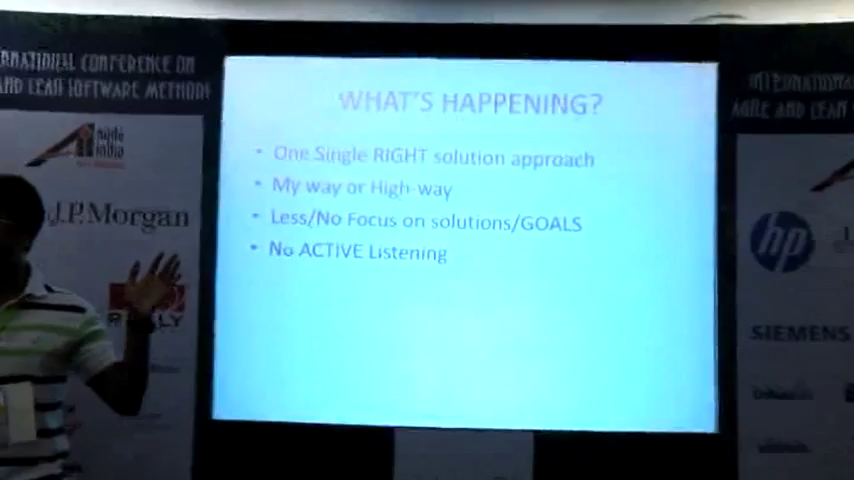 INTERNATIONAL CONFERENCE ON
AND LEAN SOFTWARE METHODS
agile
india
J.P.Morgan
RALLY
WHAT'S HAPPENING?
• One Single RIGHT solution approach
• My way or High-way
• Less/No Focus on solutions/GOALS
• No ACTIVE Listening
INTERNATIONAL
AGILE AND LEAN
hp
SIEMENS